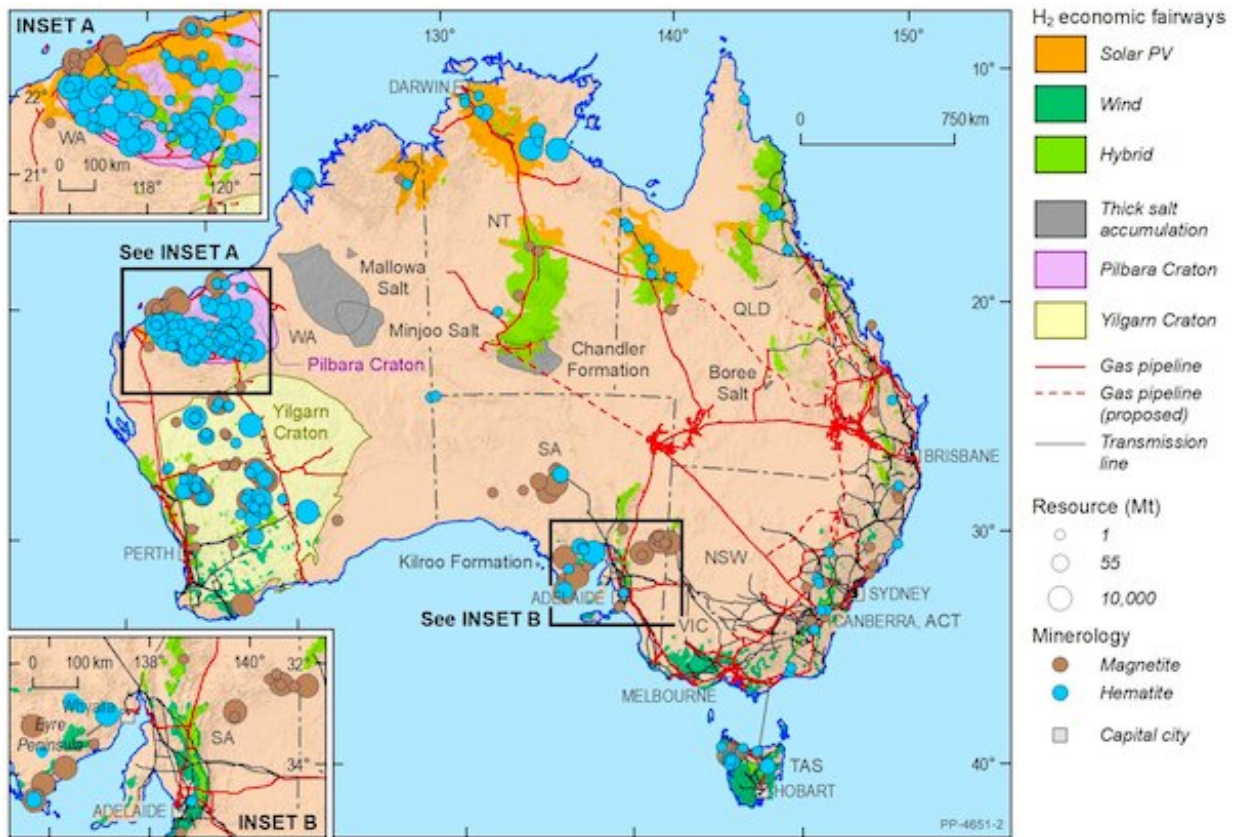 INSET A
22°
WA
0 100 km
21°
118°
120°
130°
140°
150°
10°
DARWIN
0 750 km
See INSET A
NT
Mallowa
Salt
WA
Minjoo Salt
QLD
20°
Pilbara Craton
Chandler
Formation
Boree
Salt
Yilgarn
Craton
SA
BRISBANE
30°
PERTH
Kilroo Formation
NSW
ADELAIDE
SYDNEY
See INSET B
VIC
CANBERRA, ACT
MELBOURNE
TAS
40°
HOBART
PP-4651-2
0 100 km
138°
140°
32°
Whyalla
Eyre
Peninsula
SA
34°
ADELAIDE
INSET B
H₂ economic fairways
Solar PV
Wind
Hybrid
Thick salt
accumulation
Pilbara Craton
Yilgarn Craton
Gas pipeline
Gas pipeline
(proposed)
Transmission
line
Resource (Mt)
1
55
10,000
Minerology
Magnetite
Hematite
Capital city